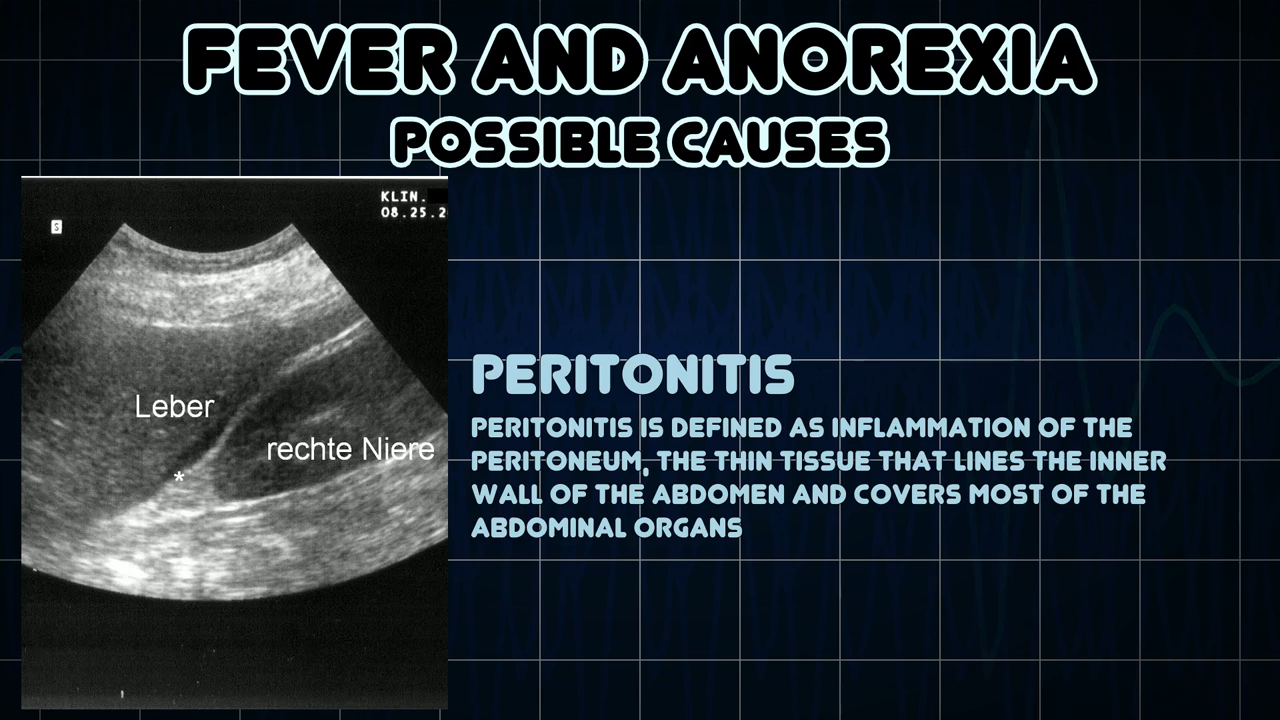 FEVER AND ANOREXIA
POSSIBLE CAUSES
KLIN.
08.25.2
S
Leber
rechte Niere
*
PERITONITIS
PERITONITIS IS DEFINED AS INFLAMMATION OF THE
PERITONEUM, THE THIN TISSUE THAT LINES THE INNER
WALL OF THE ABDOMEN AND COVERS MOST OF THE
ABDOMINAL ORGANS